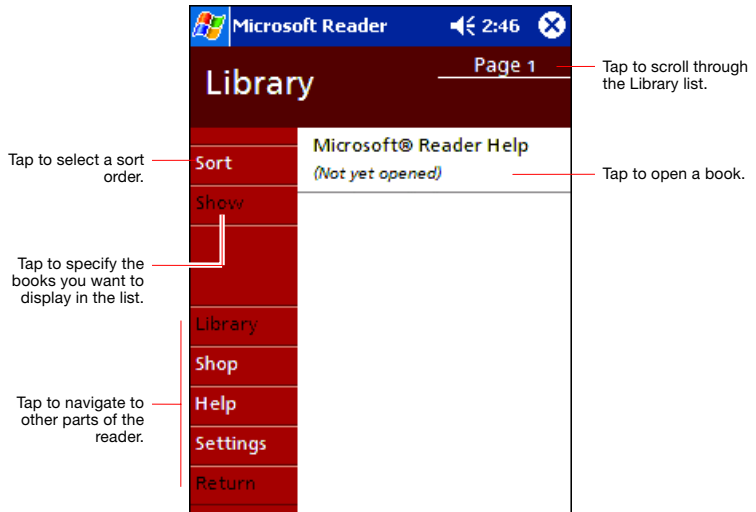 Microsoft Reader 2:46
Library
Page 1
Tap to scroll through
the Library list.
Tap to select a sort
order.
Sort
Microsoft® Reader Help
(Not yet opened)
Tap to open a book.
Show
Tap to specify the
books you want to
display in the list.
Library
Shop
Help
Settings
Return
Tap to navigate to
other parts of the
reader.